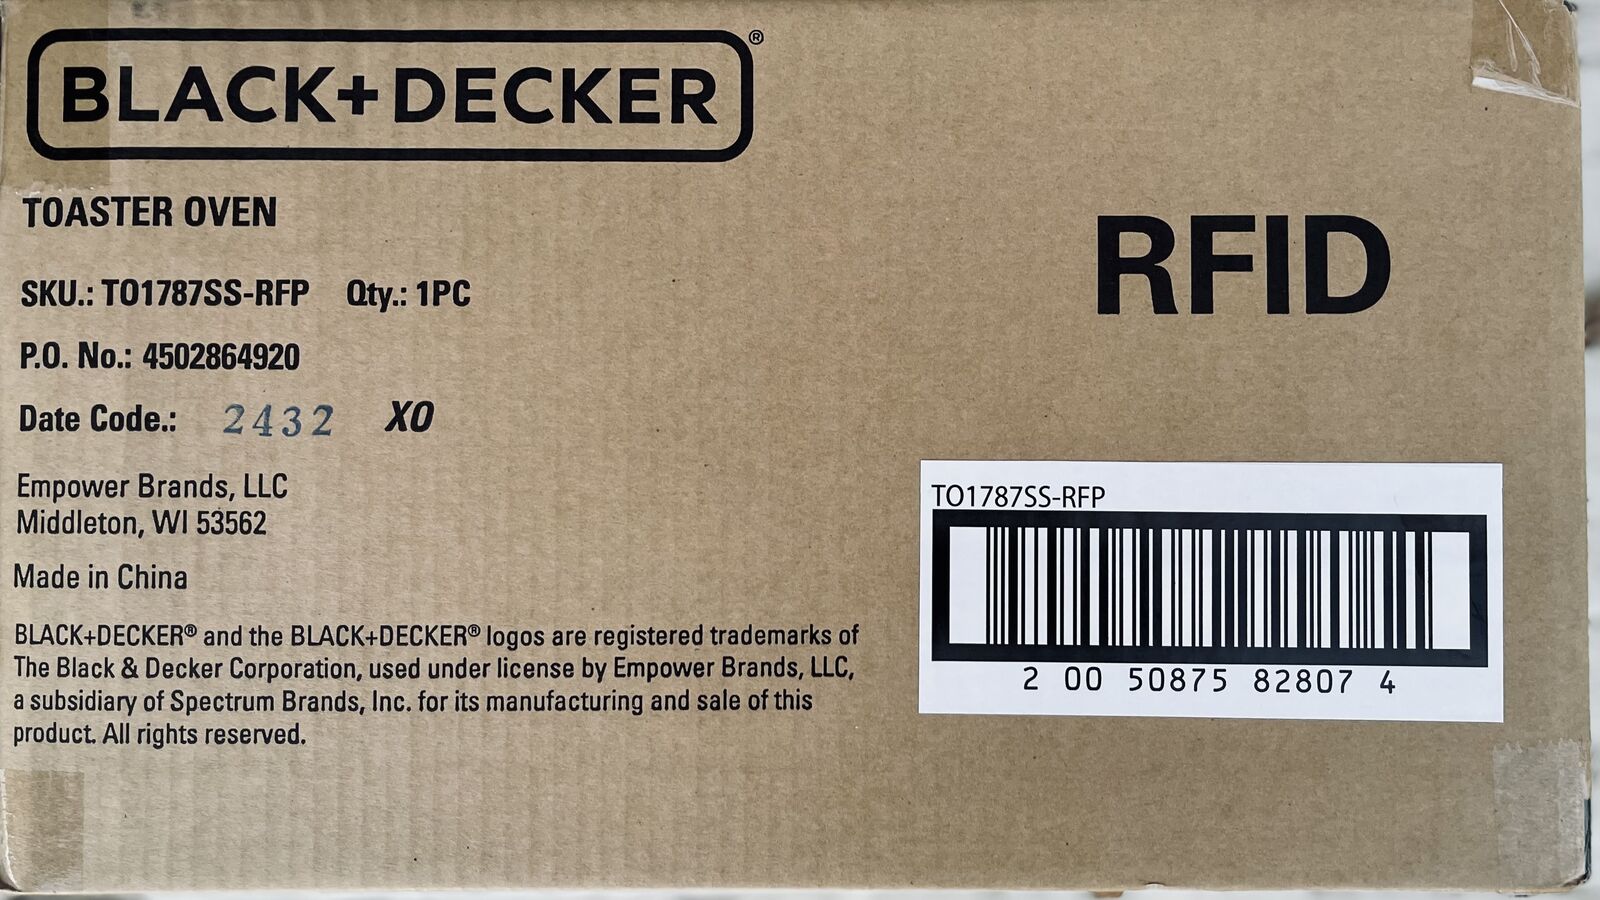 BLACK+DECKER®
TOASTER OVEN
RFID
SKU.: TO1787SS-RFP Qty.: 1PC
P.O. No.: 4502864920
Date Code.: 2432 XO
Empower Brands, LLC
Middleton, WI 53562
Made in China
BLACK+DECKER® and the BLACK+DECKER® logos are registered trademarks of
The Black & Decker Corporation, used under license by Empower Brands, LLC,
a subsidiary of Spectrum Brands, Inc. for its manufacturing and sale of this
product. All rights reserved.
TO1787SS-RFP
2 00 50875 82807 4